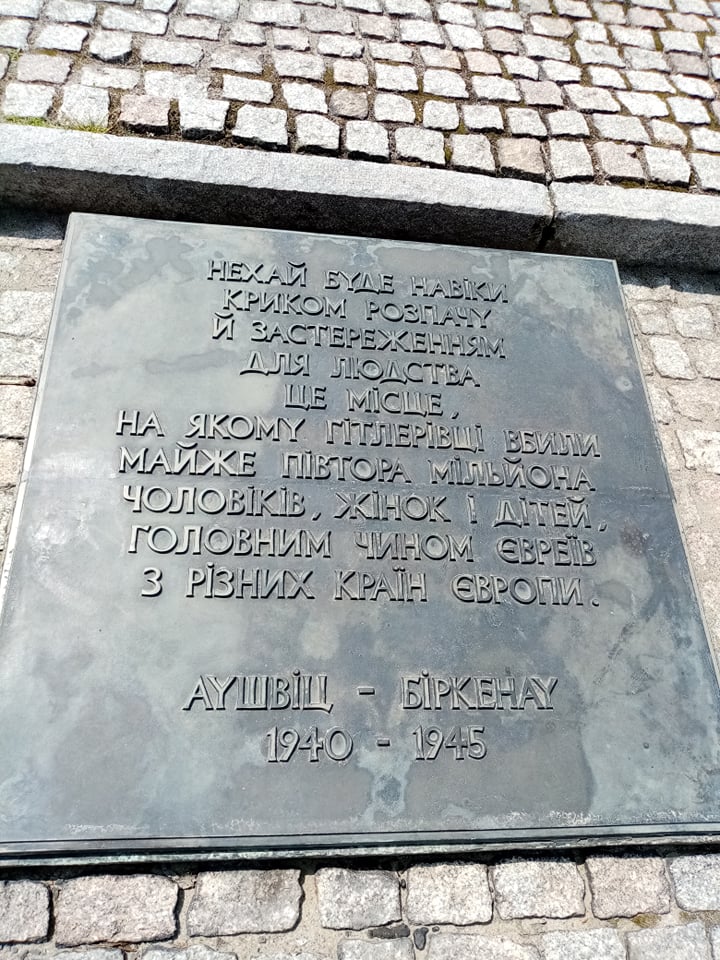 НЕХАЙ БУДЕ НАВІКИ
КРИКОМ РОЗПАЧУ
Й ЗАСТЕРЕЖЕННЯМ
ДЛЯ ЛЮДСТВА
ЦЕ МІСЦЕ,
НА ЯКОМУ ГІТЛЕРІВЦІ ВБИЛИ
МАЙЖЕ ПІВТОРА МІЛЬЙОНА
ЧОЛОВІКІВ, ЖІНОК І ДІТЕЙ,
ГОЛОВНИМ ЧИНОМ ЄВРЕЇВ
З РІЗНИХ КРАЇН ЄВРОПИ.
АУШВІЦ - БІРКЕНАУ
1940 - 1945